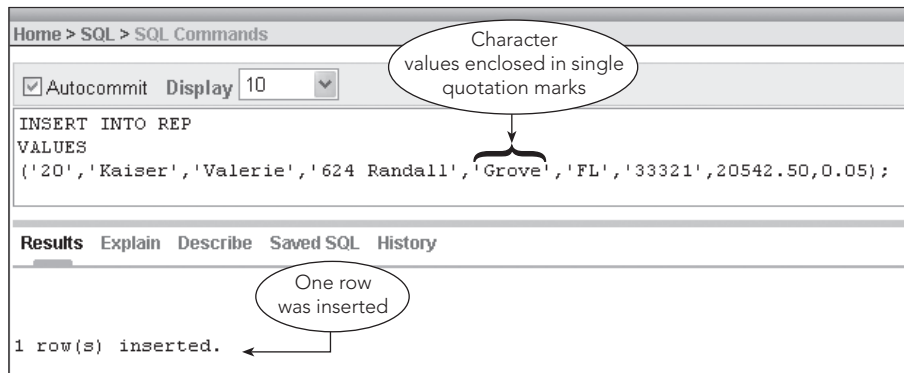 Home > SQL > SQL Commands
Character
values enclosed in single
quotation marks
Autocommit Display 10
INSERT INTO REP
VALUES
('20','Kaiser','Valerie','624 Randall','Grove','FL','33321',20542.50,0.05);
Results Explain Describe Saved SQL History
One row
was inserted
1 row(s) inserted.